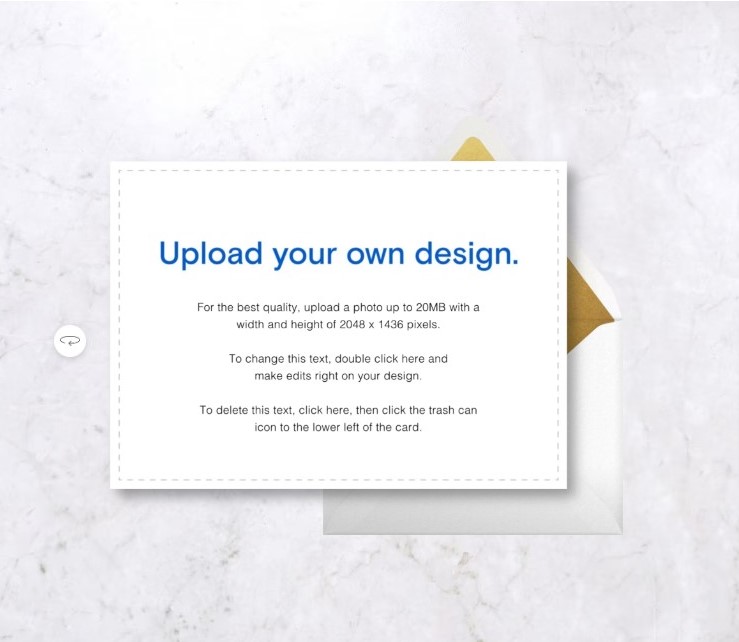 Upload your own design.
For the best quality, upload a photo up to 20MB with a
width and height of 2048 x 1436 pixels.
To change this text, double click here and
make edits right on your design.
To delete this text, click here, then click the trash can
icon to the lower left of the card.